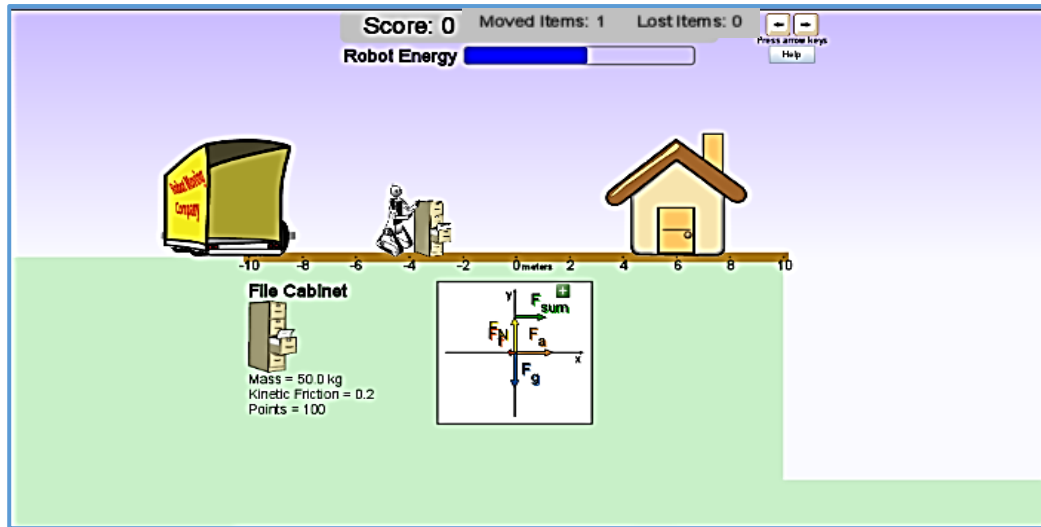 Score: 0 Moved Items: 1 Lost Items: 0
Press arrow keys
Robot Energy
Help
Robot Moving
Company
-10 -8 -6 -4 -2 0 meters 2 4 6 8 10
File Cabinet
Mass = 50.0 kg
Kinetic Friction = 0.2
Points = 100
y
F sum
F N
F a
x
F g